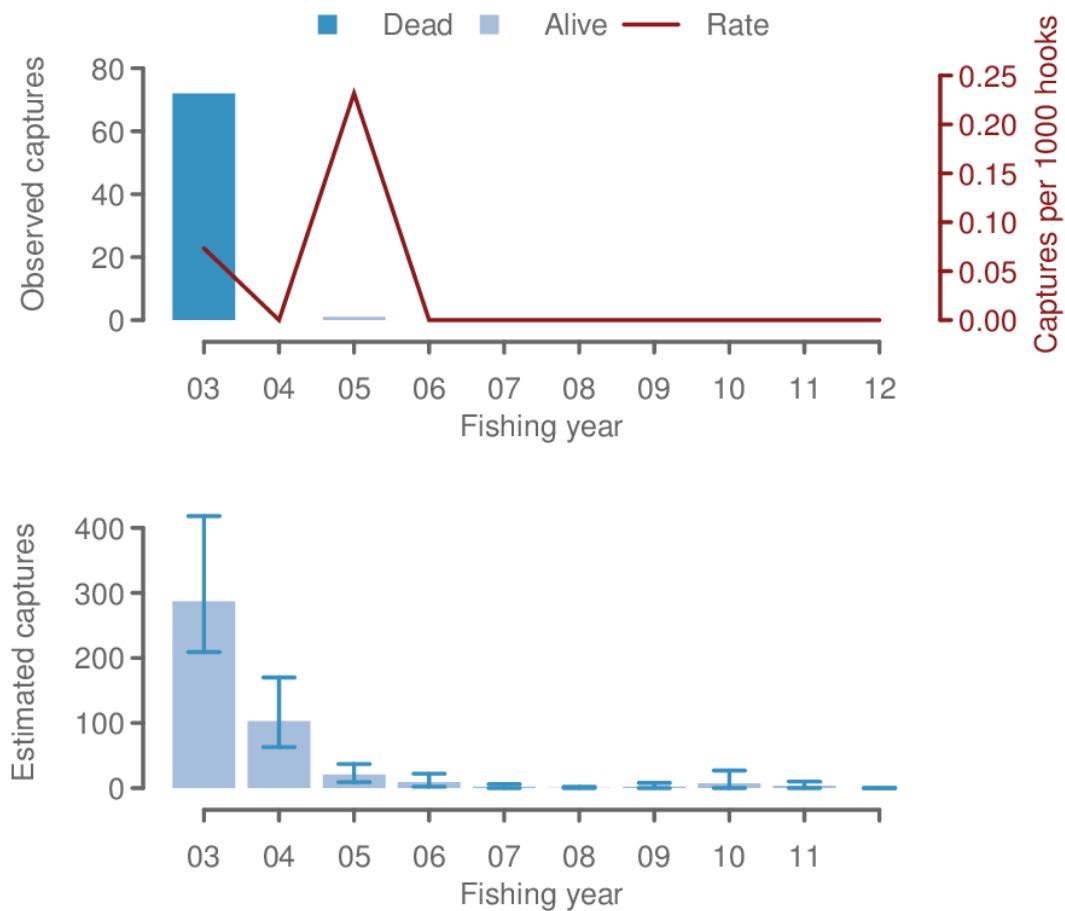 Dead Alive Rate
Observed captures
80
60
40
20
0
0.25
0.20
0.15
0.10
0.05
0.00
Captures per 1000 hooks
03 04 05 06 07 08 09 10 11 12
Fishing year
Estimated captures
400
300
200
100
0
03 04 05 06 07 08 09 10 11
Fishing year